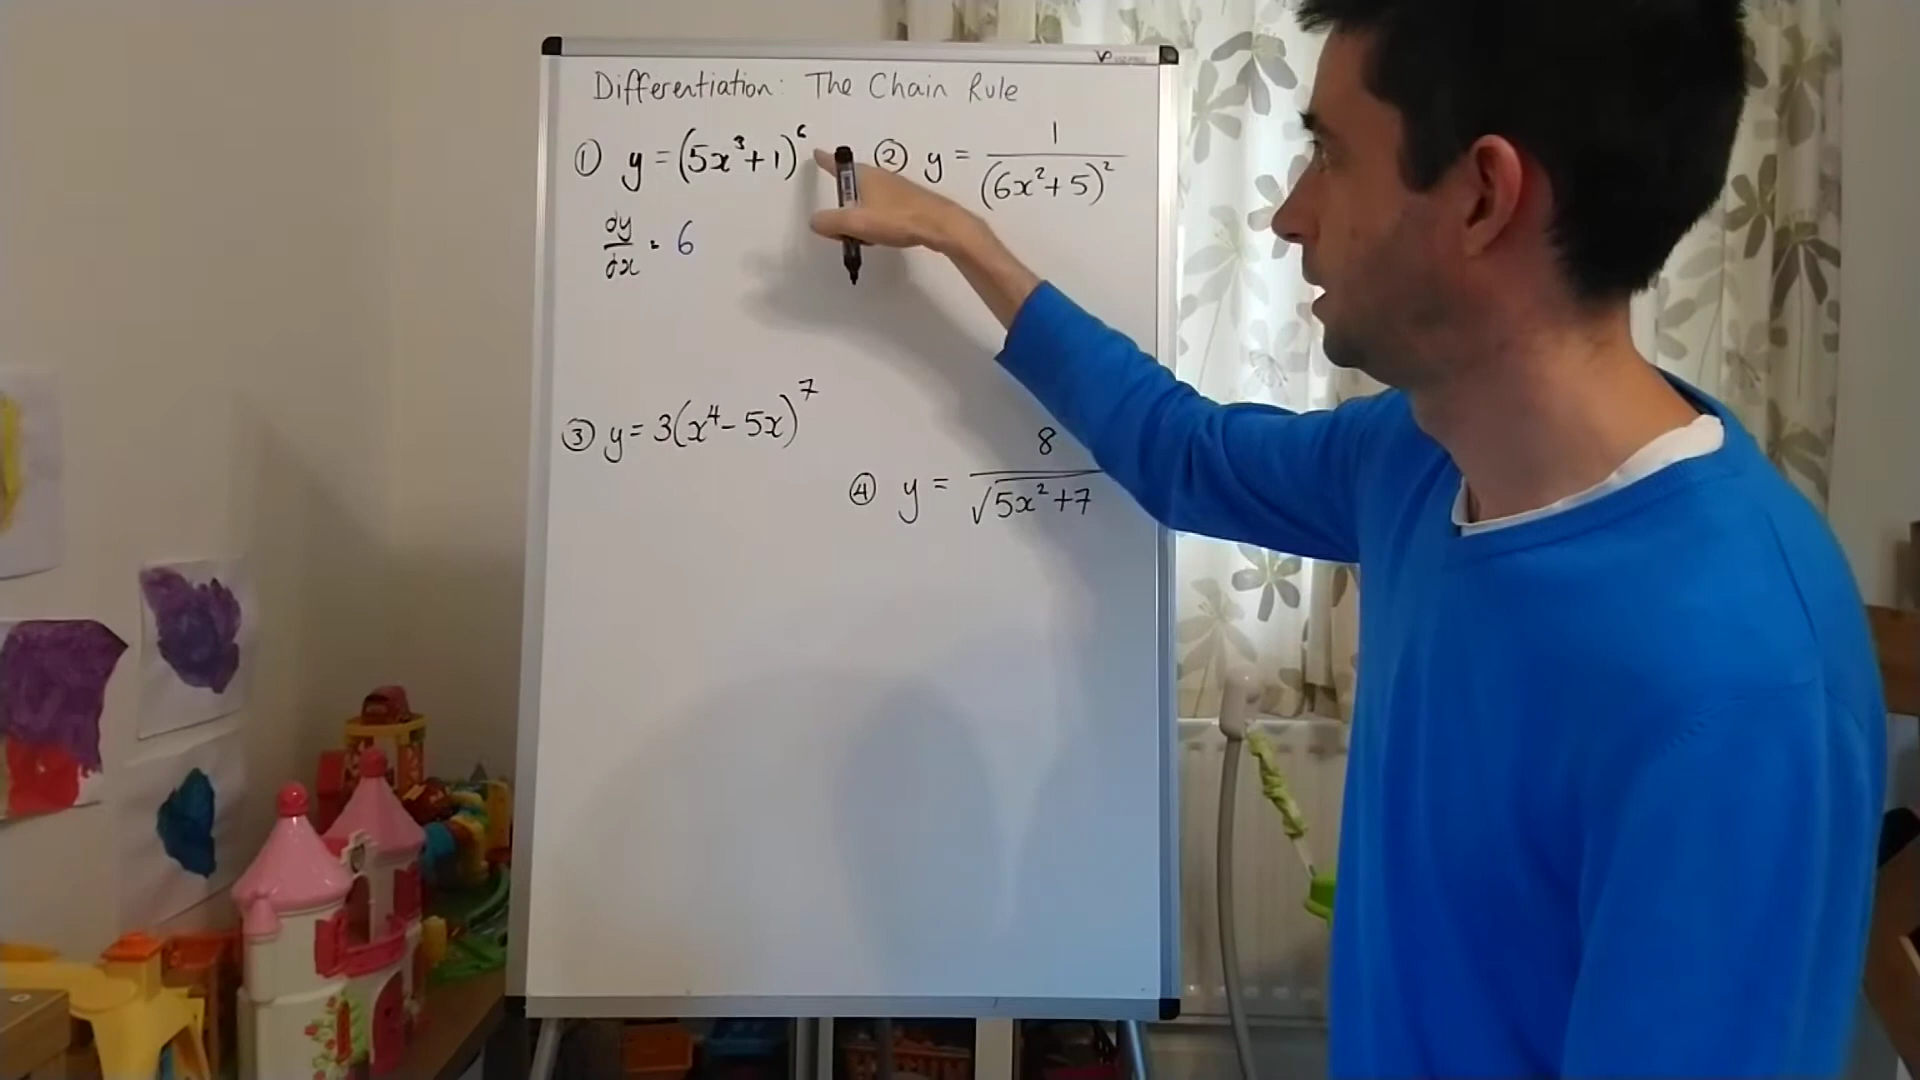 Differentiation: The Chain Rule
① y = (5x³+1)⁶
② y = 1/(6x²+5)²
dy/dx = 6
③ y = 3(x⁴- 5x)⁷
④ y = 8/√5x²+7